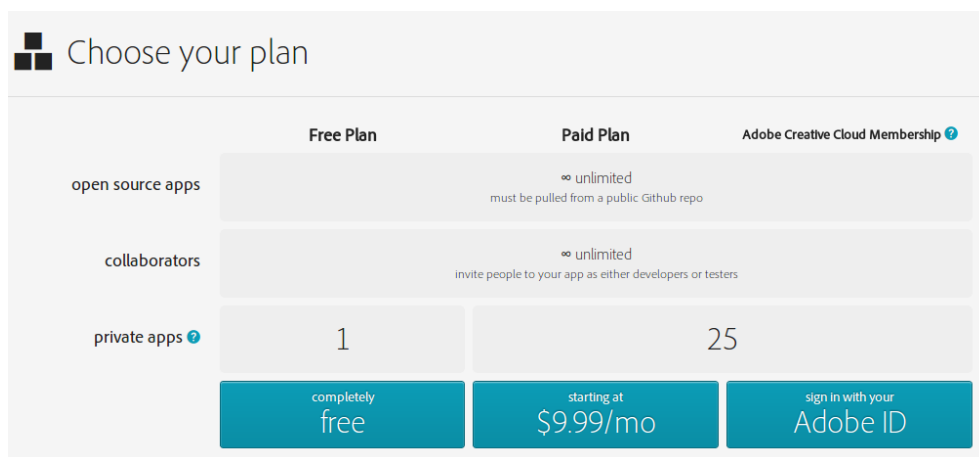 Choose your plan
Free Plan
Paid Plan
Adobe Creative Cloud Membership ?
open source apps
∞ unlimited
must be pulled from a public Github repo
collaborators
∞ unlimited
invite people to your app as either developers or testers
private apps ?
1
25
completely
free
starting at
$9.99/mo
sign in with your
Adobe ID